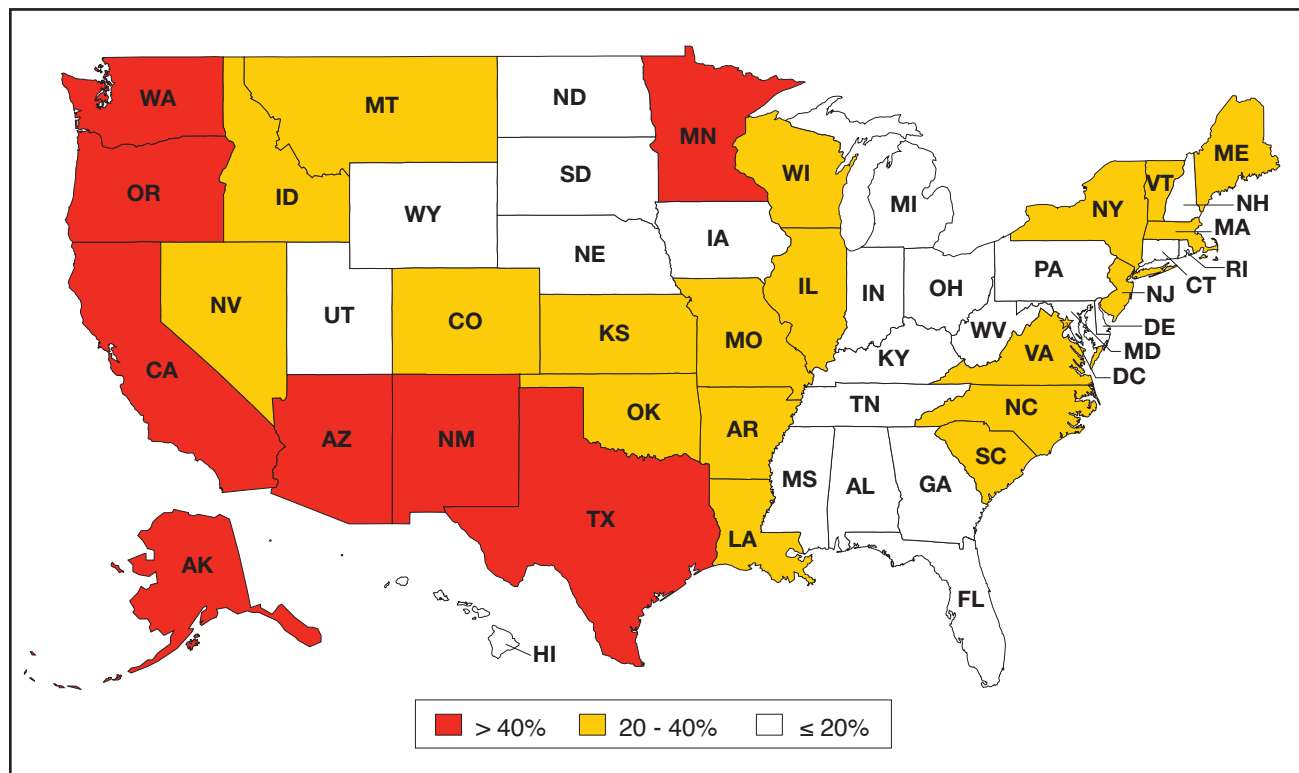 WA
MT
ND
MN
ME
VT
OR
ID
SD
WI
NY
NH
WY
MI
MA
IA
RI
NE
PA
CT
NV
UT
CO
IL
IN
OH
NJ
DE
KS
MO
WV
VA
MD
CA
KY
DC
OK
TN
NC
AZ
NM
AR
SC
MS
AL
GA
TX
LA
AK
FL
HI
> 40% 20 - 40% ≤ 20%